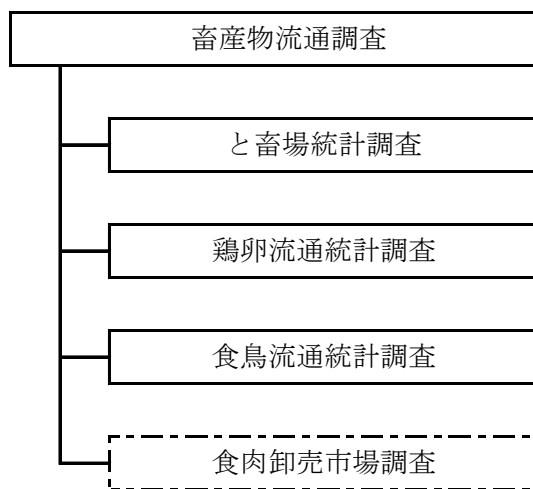 畜産物流通調査
と畜場統計調査
鶏卵流通統計調査
食鳥流通統計調査
食肉卸売市場調査